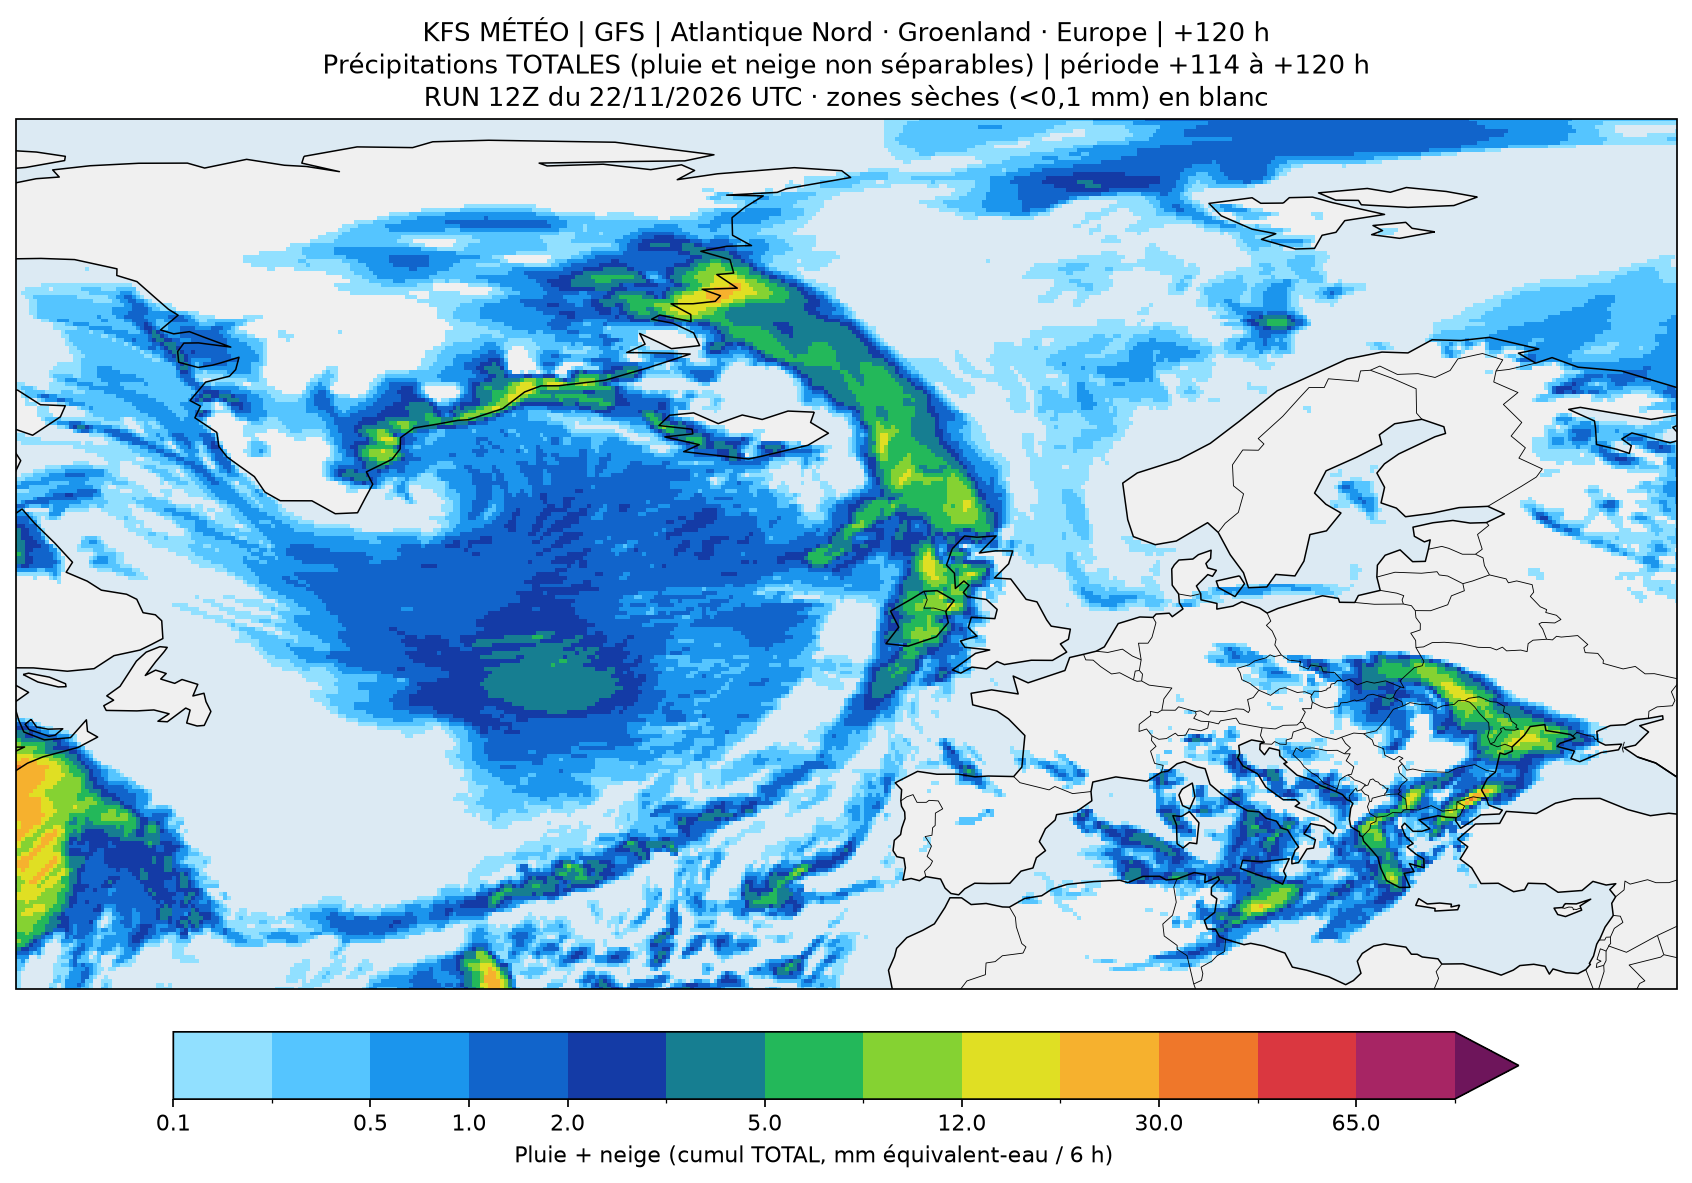 KFS MÉTÉO | GFS | Atlantique Nord · Groenland · Europe | +120 h
Précipitations TOTALES (pluie et neige non séparables) | période +114 à +120 h
RUN 12Z du 22/11/2026 UTC · zones sèches (<0,1 mm) en blanc
0.1 0.5 1.0 2.0 5.0 12.0 30.0 65.0
Pluie + neige (cumul TOTAL, mm équivalent-eau / 6 h)